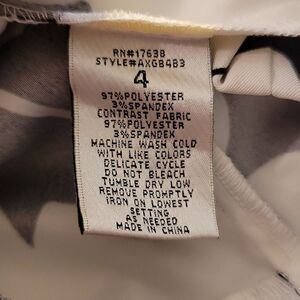 RN#17638
STYLE#AXGB4B3
4
97%POLYESTER
3%SPANDEX
CONTRAST FABRIC
97%POLYESTER
3%SPANDEX
MACHINE WASH COLD
WITH LIKE COLORS
DELICATE CYCLE
DO NOT BLEACH
TUMBLE DRY LOW
REMOVE PROMPTLY
IRON ON LOWEST
SETTING
AS NEEDED
MADE IN CHINA